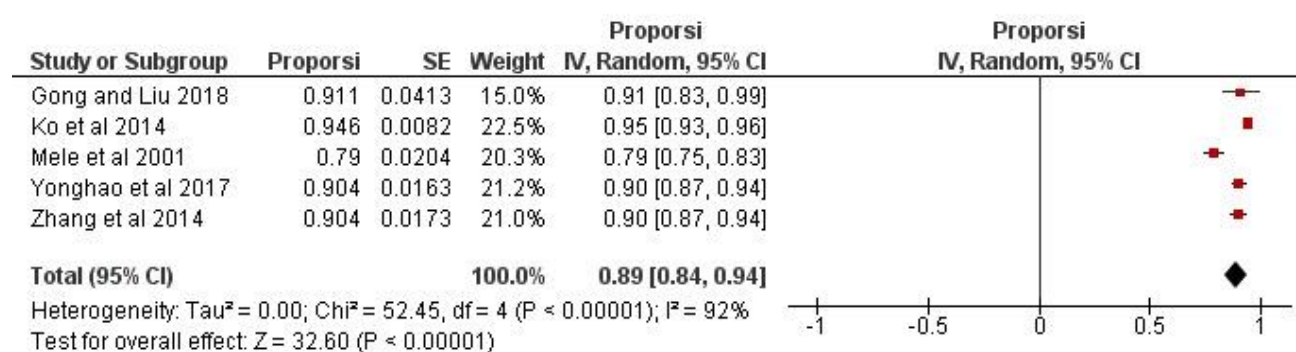 Proporsi Proporsi
Study or Subgroup Proporsi SE Weight IV, Random, 95% CI IV, Random, 95% CI
Gong and Liu 2018 0.911 0.0413 15.0% 0.91 [0.83, 0.99]
Ko et al 2014 0.946 0.0082 22.5% 0.95 [0.93, 0.96]
Mele et al 2001 0.79 0.0204 20.3% 0.79 [0.75, 0.83]
Yonghao et al 2017 0.904 0.0163 21.2% 0.90 [0.87, 0.94]
Zhang et al 2014 0.904 0.0173 21.0% 0.90 [0.87, 0.94]
Total (95% CI) 100.0% 0.89 [0.84, 0.94]
Heterogeneity: Tau² = 0.00; Chi² = 52.45, df = 4 (P < 0.00001); I² = 92%
Test for overall effect: Z = 32.60 (P < 0.00001)
-1 -0.5 0 0.5 1